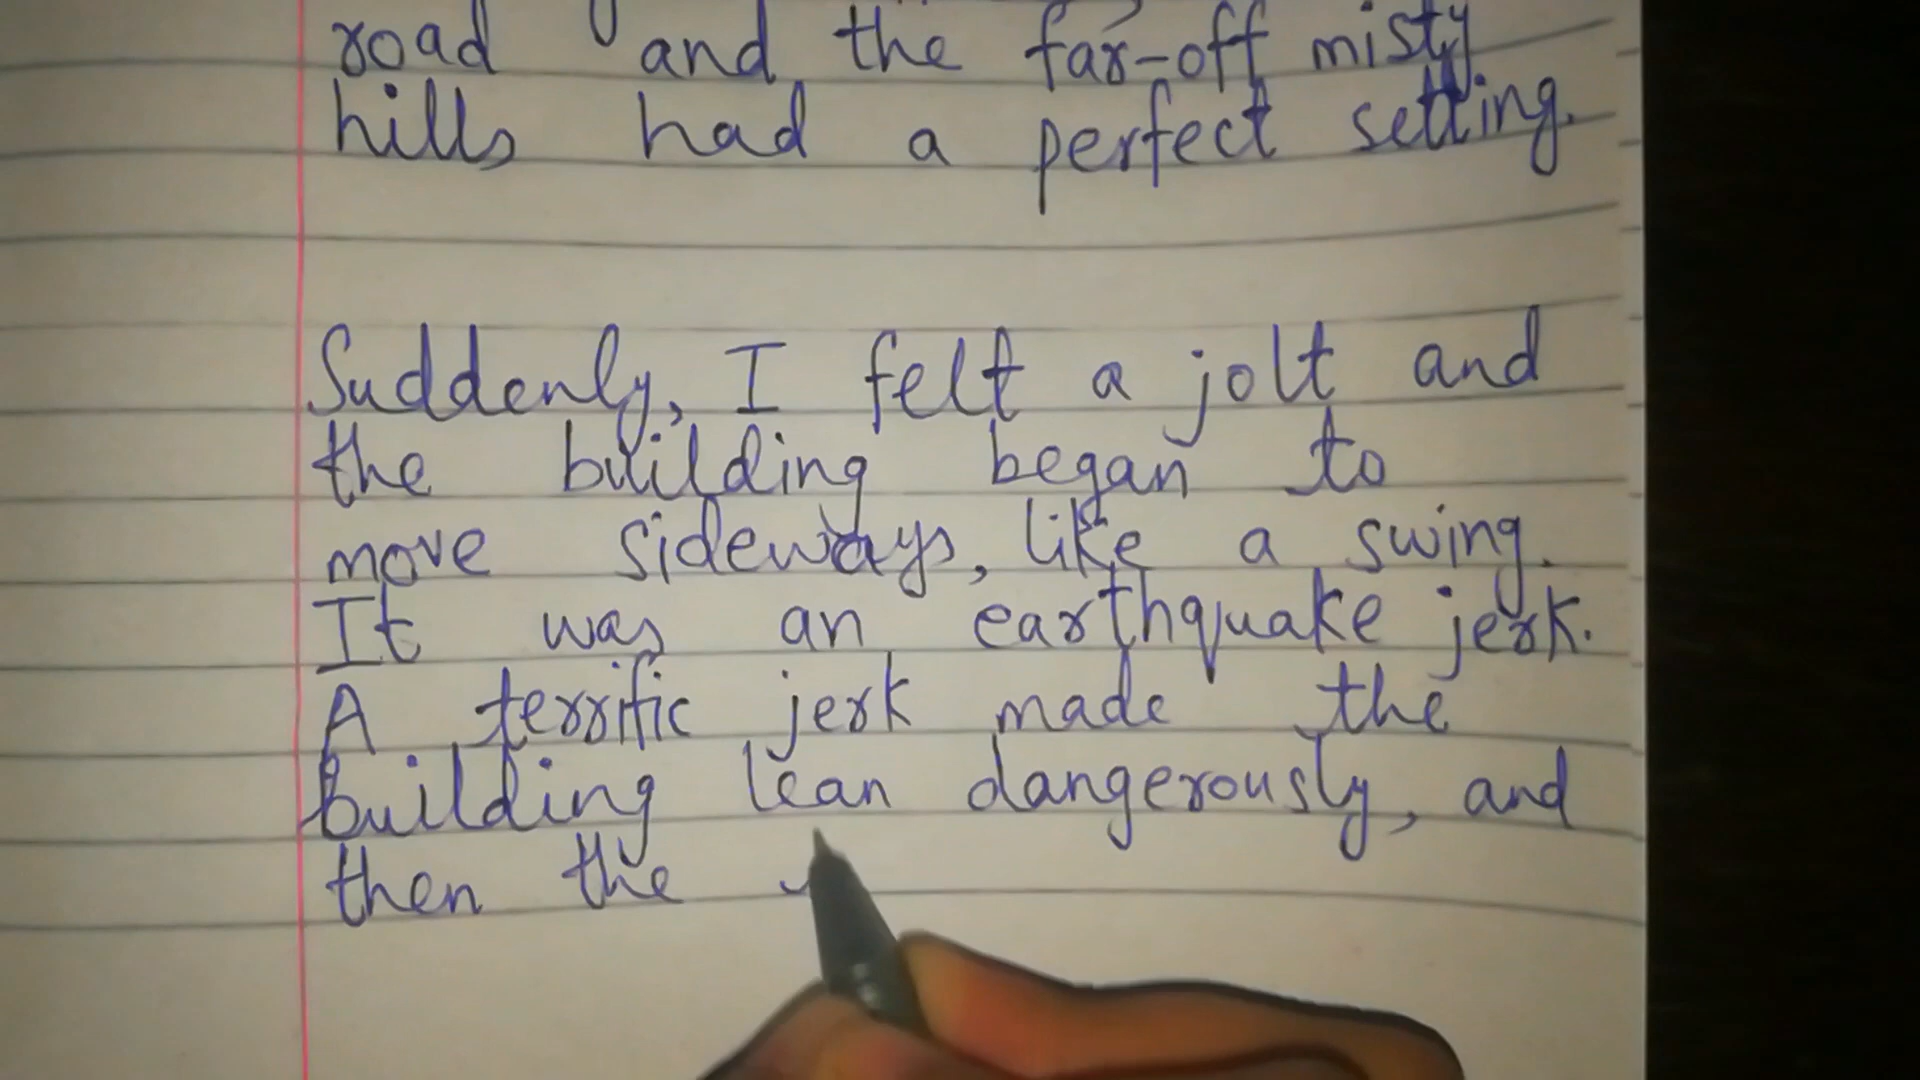 road and the far-off misty
hills had a perfect setting.
Suddenly, I felt a jolt and
the building began to
move sideways, like a swing.
It was an earthquake jerk.
A terrific jerk made the
building lean dangerously, and
then the